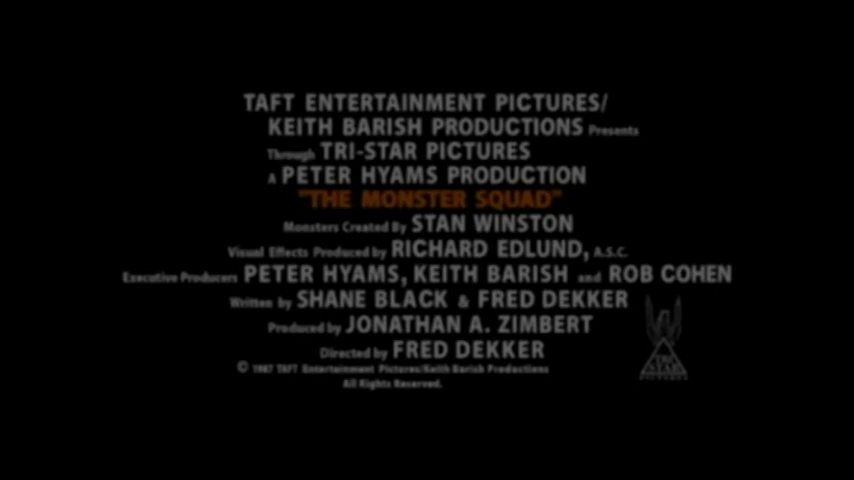 TAFT ENTERTAINMENT PICTURES/
KEITH BARISH PRODUCTIONS Presents
Through TRI-STAR PICTURES
A PETER HYAMS PRODUCTION
"THE MONSTER SQUAD"
Monsters Created By STAN WINSTON
Visual Effects Produced by RICHARD EDLUND, A.S.C.
Executive Producers PETER HYAMS, KEITH BARISH and ROB COHEN
Written by SHANE BLACK & FRED DEKKER
Produced by JONATHAN A. ZIMBERT
Directed by FRED DEKKER
© 1987 TAFT Entertainment Pictures/Keith Barish Productions
All Rights Reserved.
TRI
STAR
PICTURES